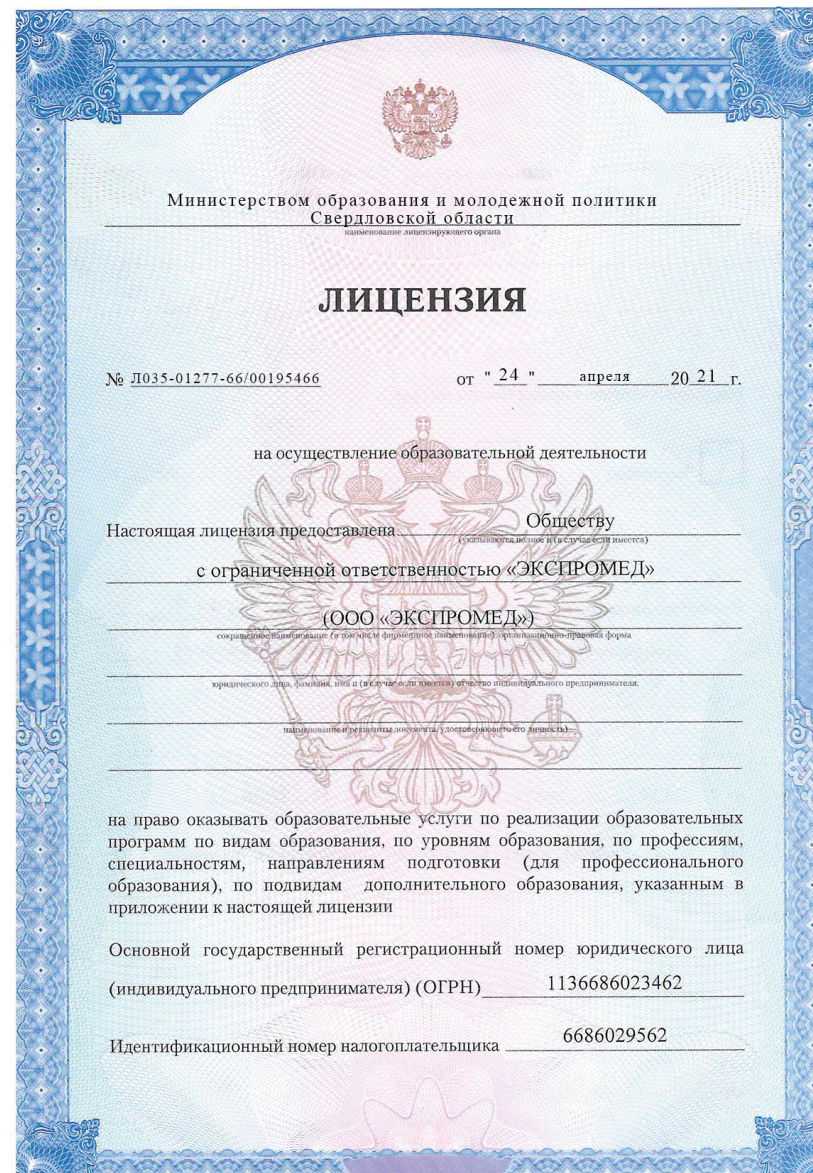 Министерством образования и молодежной политики
Свердловской области
наименование лицензирующего органа
ЛИЦЕНЗИЯ
№ Л035-01277-66/00195466 от "24" апреля 2021 г.
на осуществление образовательной деятельности
Настоящая лицензия предоставлена Обществу
(указываются полное и (в случае если имеется)
с ограниченной ответственностью «ЭКСПРОМЕД»
(ООО «ЭКСПРОМЕД»)
сокращённое наименование (в том числе фирменное наименование), организационно-правовая форма
юридического лица, фамилия, имя и (в случае если имеется) отчество индивидуального предпринимателя,
наименование и реквизиты документа, удостоверяющего его личность)
на право оказывать образовательные услуги по реализации образовательных
программ по видам образования, по уровням образования, по профессиям,
специальностям, направлениям подготовки (для профессионального
образования), по подвидам дополнительного образования, указанным в
приложении к настоящей лицензии
Основной государственный регистрационный номер юридического лица
(индивидуального предпринимателя) (ОГРН) 1136686023462
Идентификационный номер налогоплательщика 6686029562